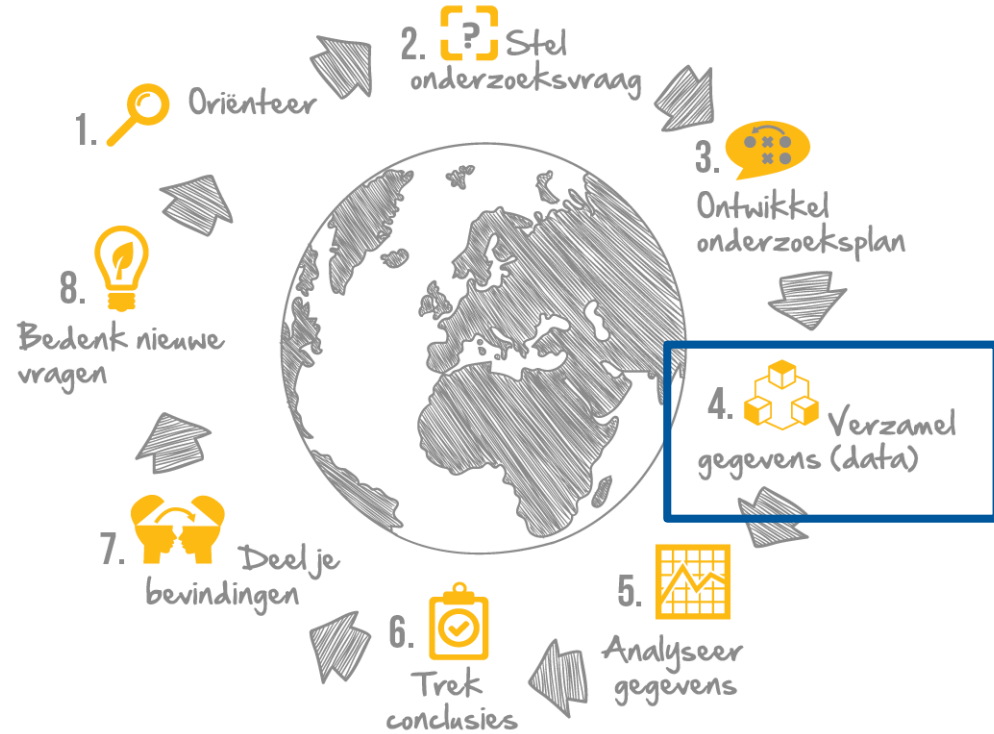 1. Oriënteer
2. ? Stel
onderzoeksvraag
3.
Ontwikkel
onderzoeksplan
4. Verzamel
gegevens (data)
5.
Analyseer
gegevens
6.
Trek
conclusies
7. Deel je
bevindingen
8.
Bedenk nieuwe
vragen